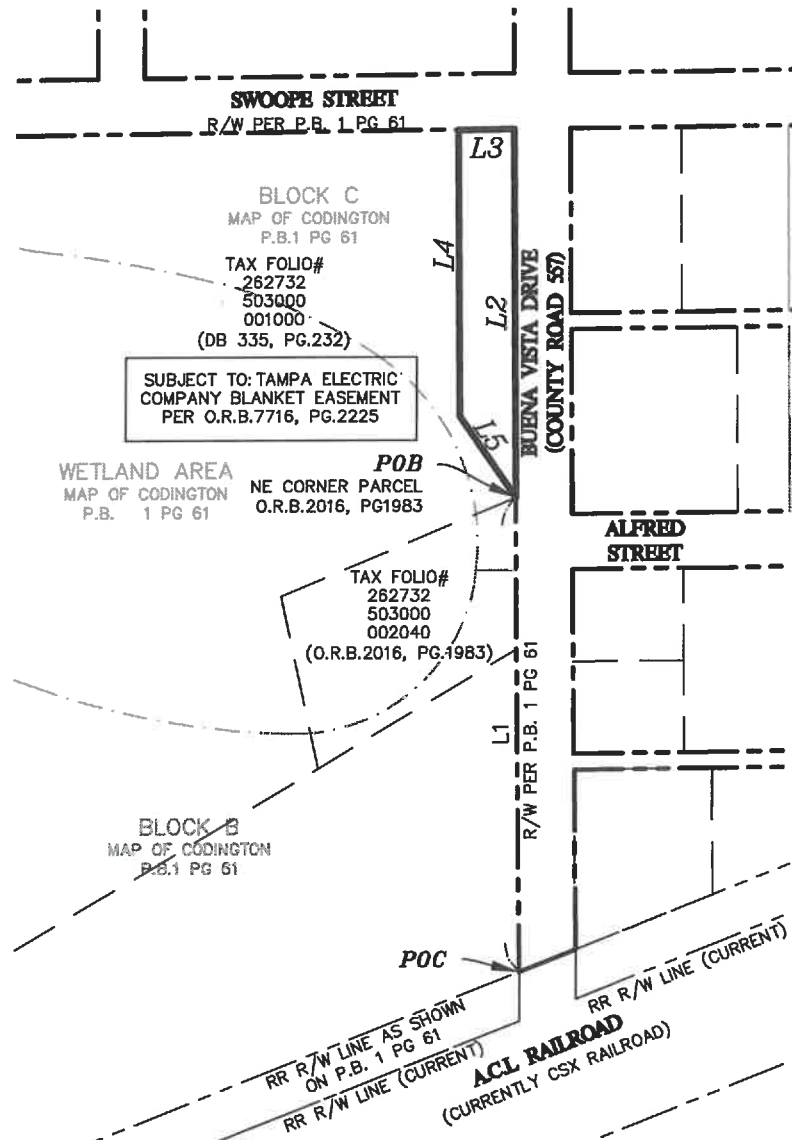 SWOOPE STREET
R/W PER P.B. 1 PG 61
L3
BLOCK C
MAP OF CODINGTON
P.B.1 PG 61
L4
TAX FOLIO#
262732
503000
001000
(DB 335, PG.232)
L2
BUENA VISTA DRIVE
(COUNTY ROAD 557)
SUBJECT TO: TAMPA ELECTRIC
COMPANY BLANKET EASEMENT
PER O.R.B.7716, PG.2225
L5
POB
WETLAND AREA
MAP OF CODINGTON
P.B. 1 PG 61
NE CORNER PARCEL
O.R.B.2016, PG1983
ALFRED
STREET
TAX FOLIO#
262732
503000
002040
(O.R.B.2016, PG.1983)
L1
R/W PER P.B. 1 PG 61
BLOCK B
MAP OF CODINGTON
P.B.1 PG 61
POC
RR R/W LINE AS SHOWN
ON P.B. 1 PG 61
RR R/W LINE (CURRENT)
RR R/W LINE (CURRENT)
A.C.L. RAILROAD
(CURRENTLY CSX RAILROAD)